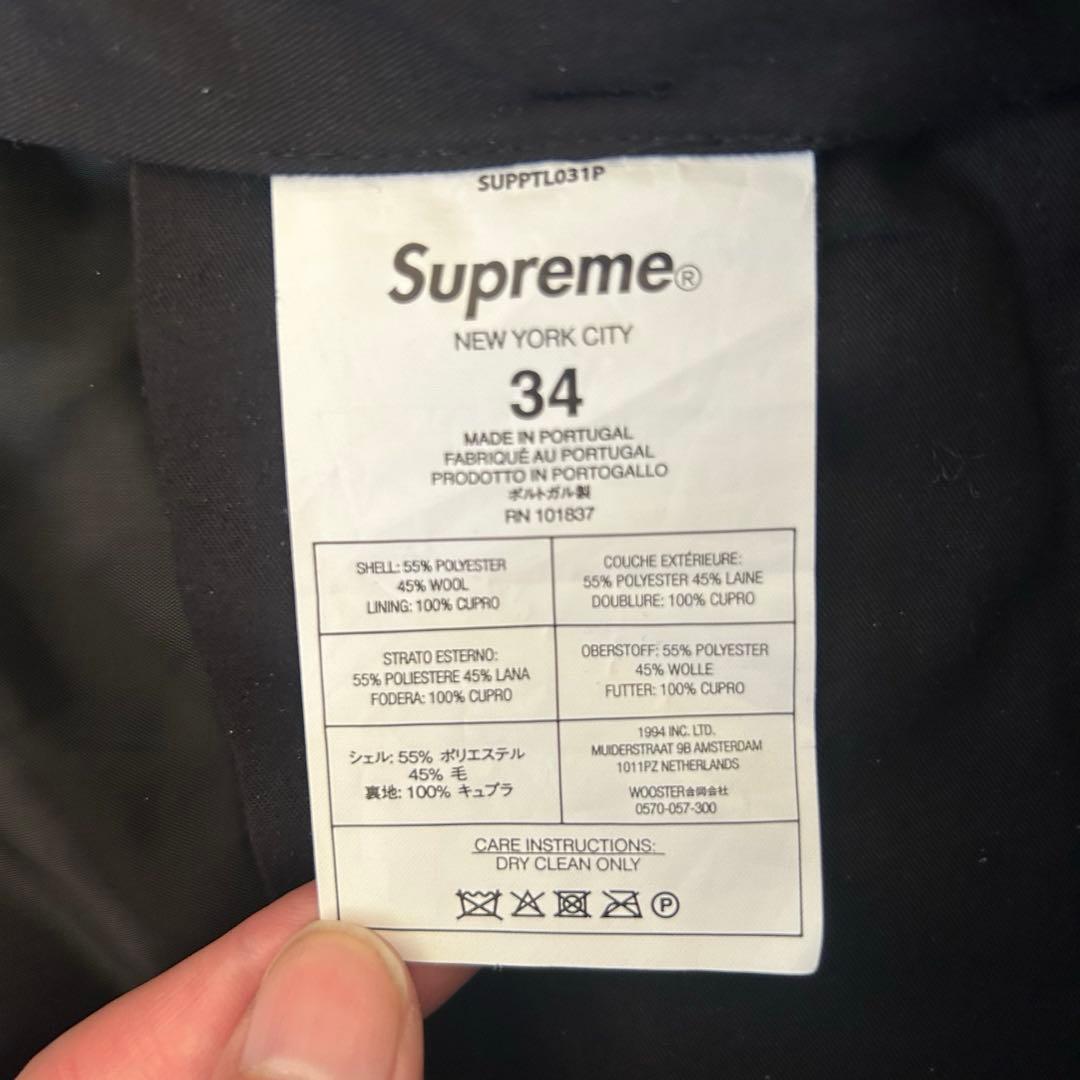 SUPPTL031P
Supreme®
NEW YORK CITY
34
MADE IN PORTUGAL
FABRIQUÉ AU PORTUGAL
PRODOTTO IN PORTOGALLO
ポルトガル製
RN 101837
SHELL: 55% POLYESTER
45% WOOL
LINING: 100% CUPRO
COUCHE EXTÉRIEURE:
55% POLYESTER 45% LAINE
DOUBLURE: 100% CUPRO
STRATO ESTERNO:
55% POLIESTERE 45% LANA
FODERA: 100% CUPRO
OBERSTOFF: 55% POLYESTER
45% WOLLE
FUTTER: 100% CUPRO
シェル: 55% ポリエステル
45% 毛
裏地: 100% キュプラ
1994 INC. LTD.
MUIDERSTRAAT 9B AMSTERDAM
1011PZ NETHERLANDS
WOOSTER合同会社
0570-057-300
CARE INSTRUCTIONS:
DRY CLEAN ONLY
P